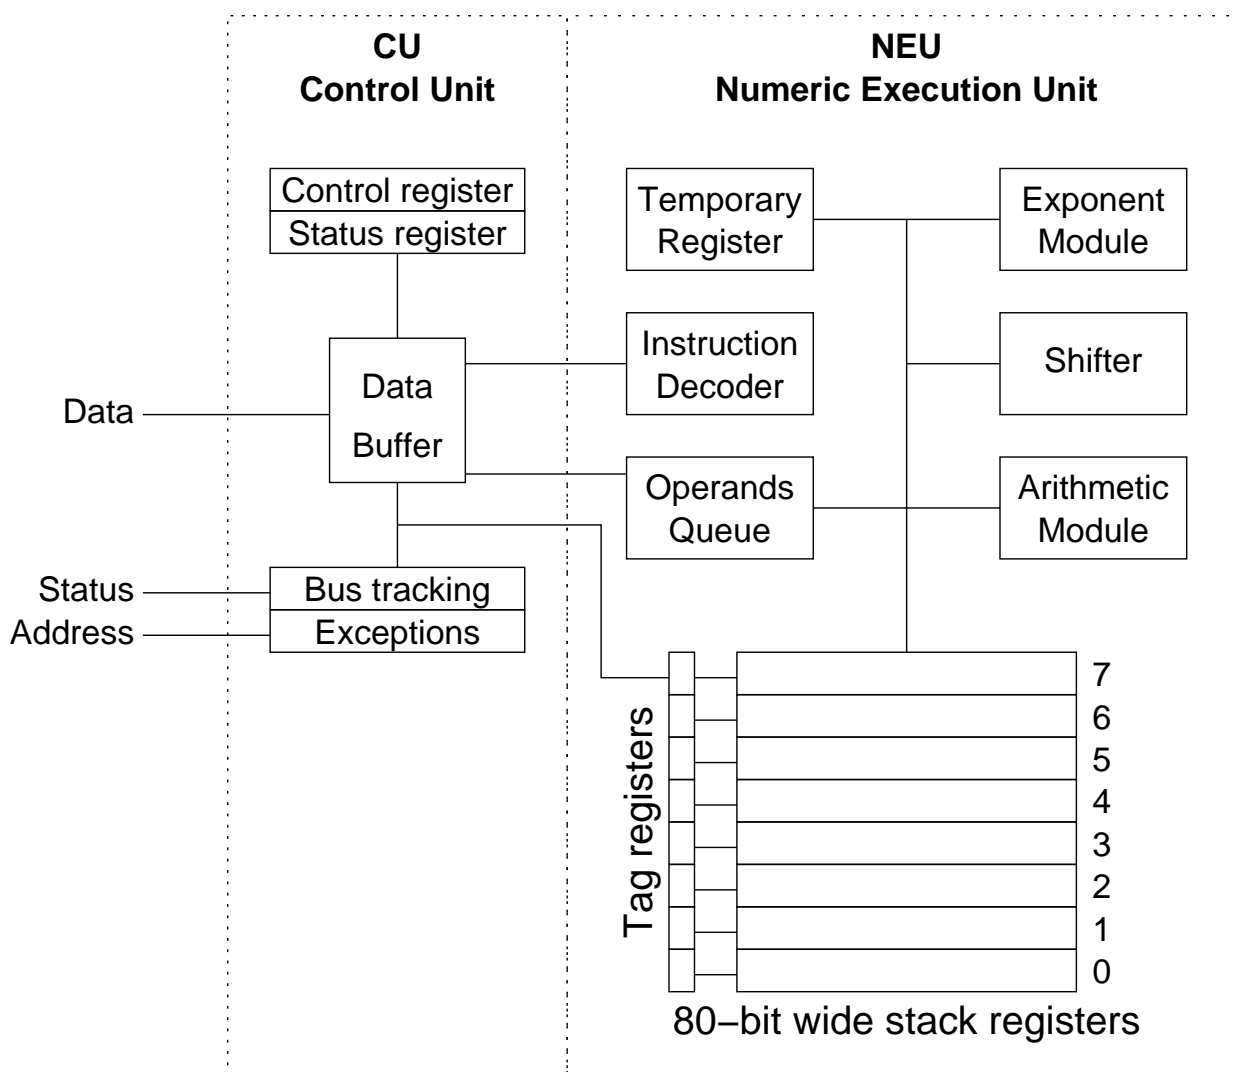 CU
Control Unit
NEU
Numeric Execution Unit
Control register
Status register
Temporary
Register
Exponent
Module
Data
Data
Buffer
Instruction
Decoder
Shifter
Operands
Queue
Arithmetic
Module
Status
Address
Bus tracking
Exceptions
Tag registers
7
6
5
4
3
2
1
0
80−bit wide stack registers